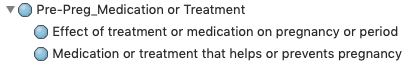 Pre-Preg_Medication or Treatment
Effect of treatment or medication on pregnancy or period
Medication or treatment that helps or prevents pregnancy